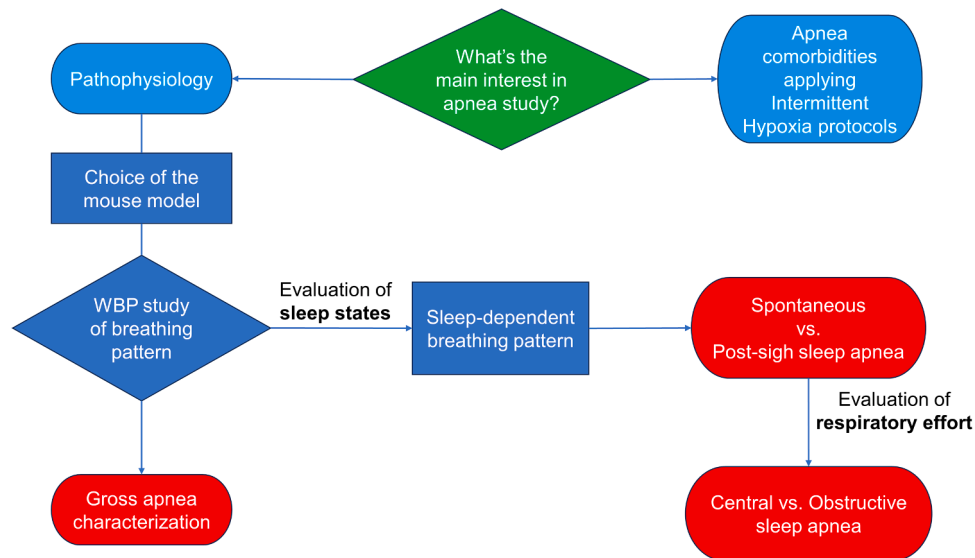 What's the
main interest in
apnea study?
Pathophysiology
Apnea
comorbidities
applying
Intermittent
Hypoxia protocols
Choice of the
mouse model
WBP study
of breathing
pattern
Evaluation of
sleep states
Sleep-dependent
breathing pattern
Spontaneous
vs.
Post-sigh sleep apnea
Evaluation of
respiratory effort
Gross apnea
characterization
Central vs. Obstructive
sleep apnea